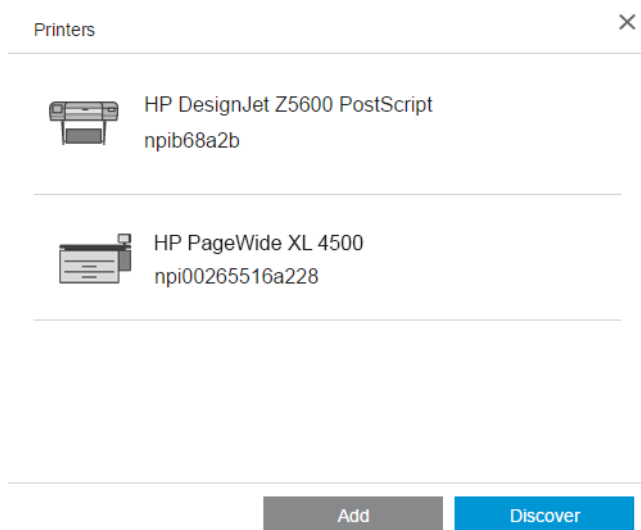 Printers
HP DesignJet Z5600 PostScript
npib68a2b
HP PageWide XL 4500
npi00265516a228
Add
Discover